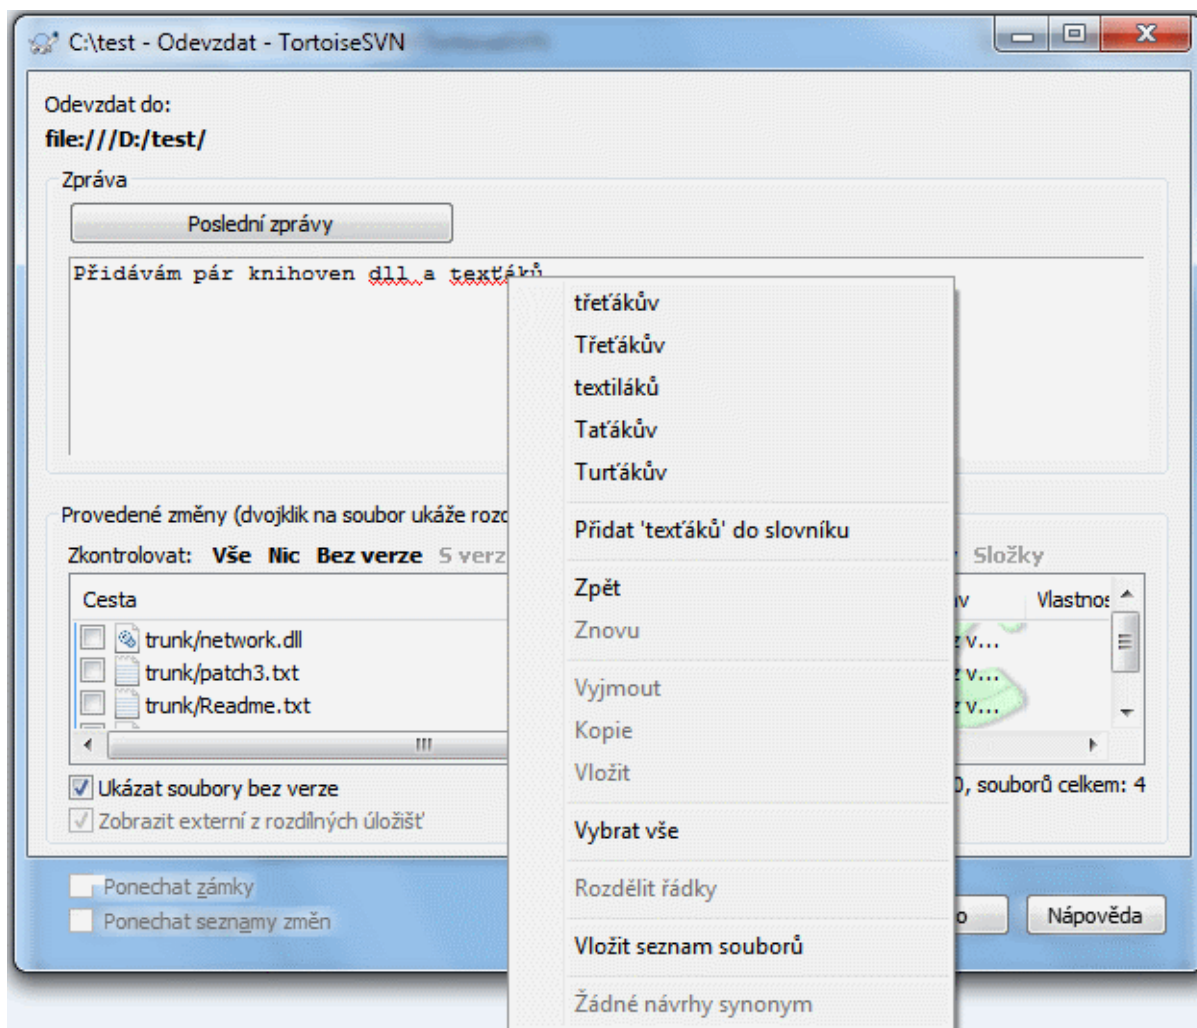 C:\test - Odevzdat - TortoiseSVN
Odevzdat do:
file:///D:/test/
Zpráva
Poslední zprávy
Přidávám pár knihoven dll a texťáků
třeťákův
Třeťákův
textiláků
Taťákův
Turťákův
Přidat 'texťáků' do slovníku
Zpět
Znovu
Vyjmout
Kopie
Vložit
Vybrat vše
Rozdělit řádky
Vložit seznam souborů
Žádné návrhy synonym
Provedené změny (dvojklik na soubor ukáže
Zkontrolovat: Vše Nic Bez verze S Složky
Cesta
trunk/network.dll
trunk/patch3.txt
trunk/Readme.txt
Ukázat soubory bez verze
souborů celkem: 4
Zobrazit externí z rozdílných úložišť
Ponechat zámky
Ponechat seznamy změn
Nápověda